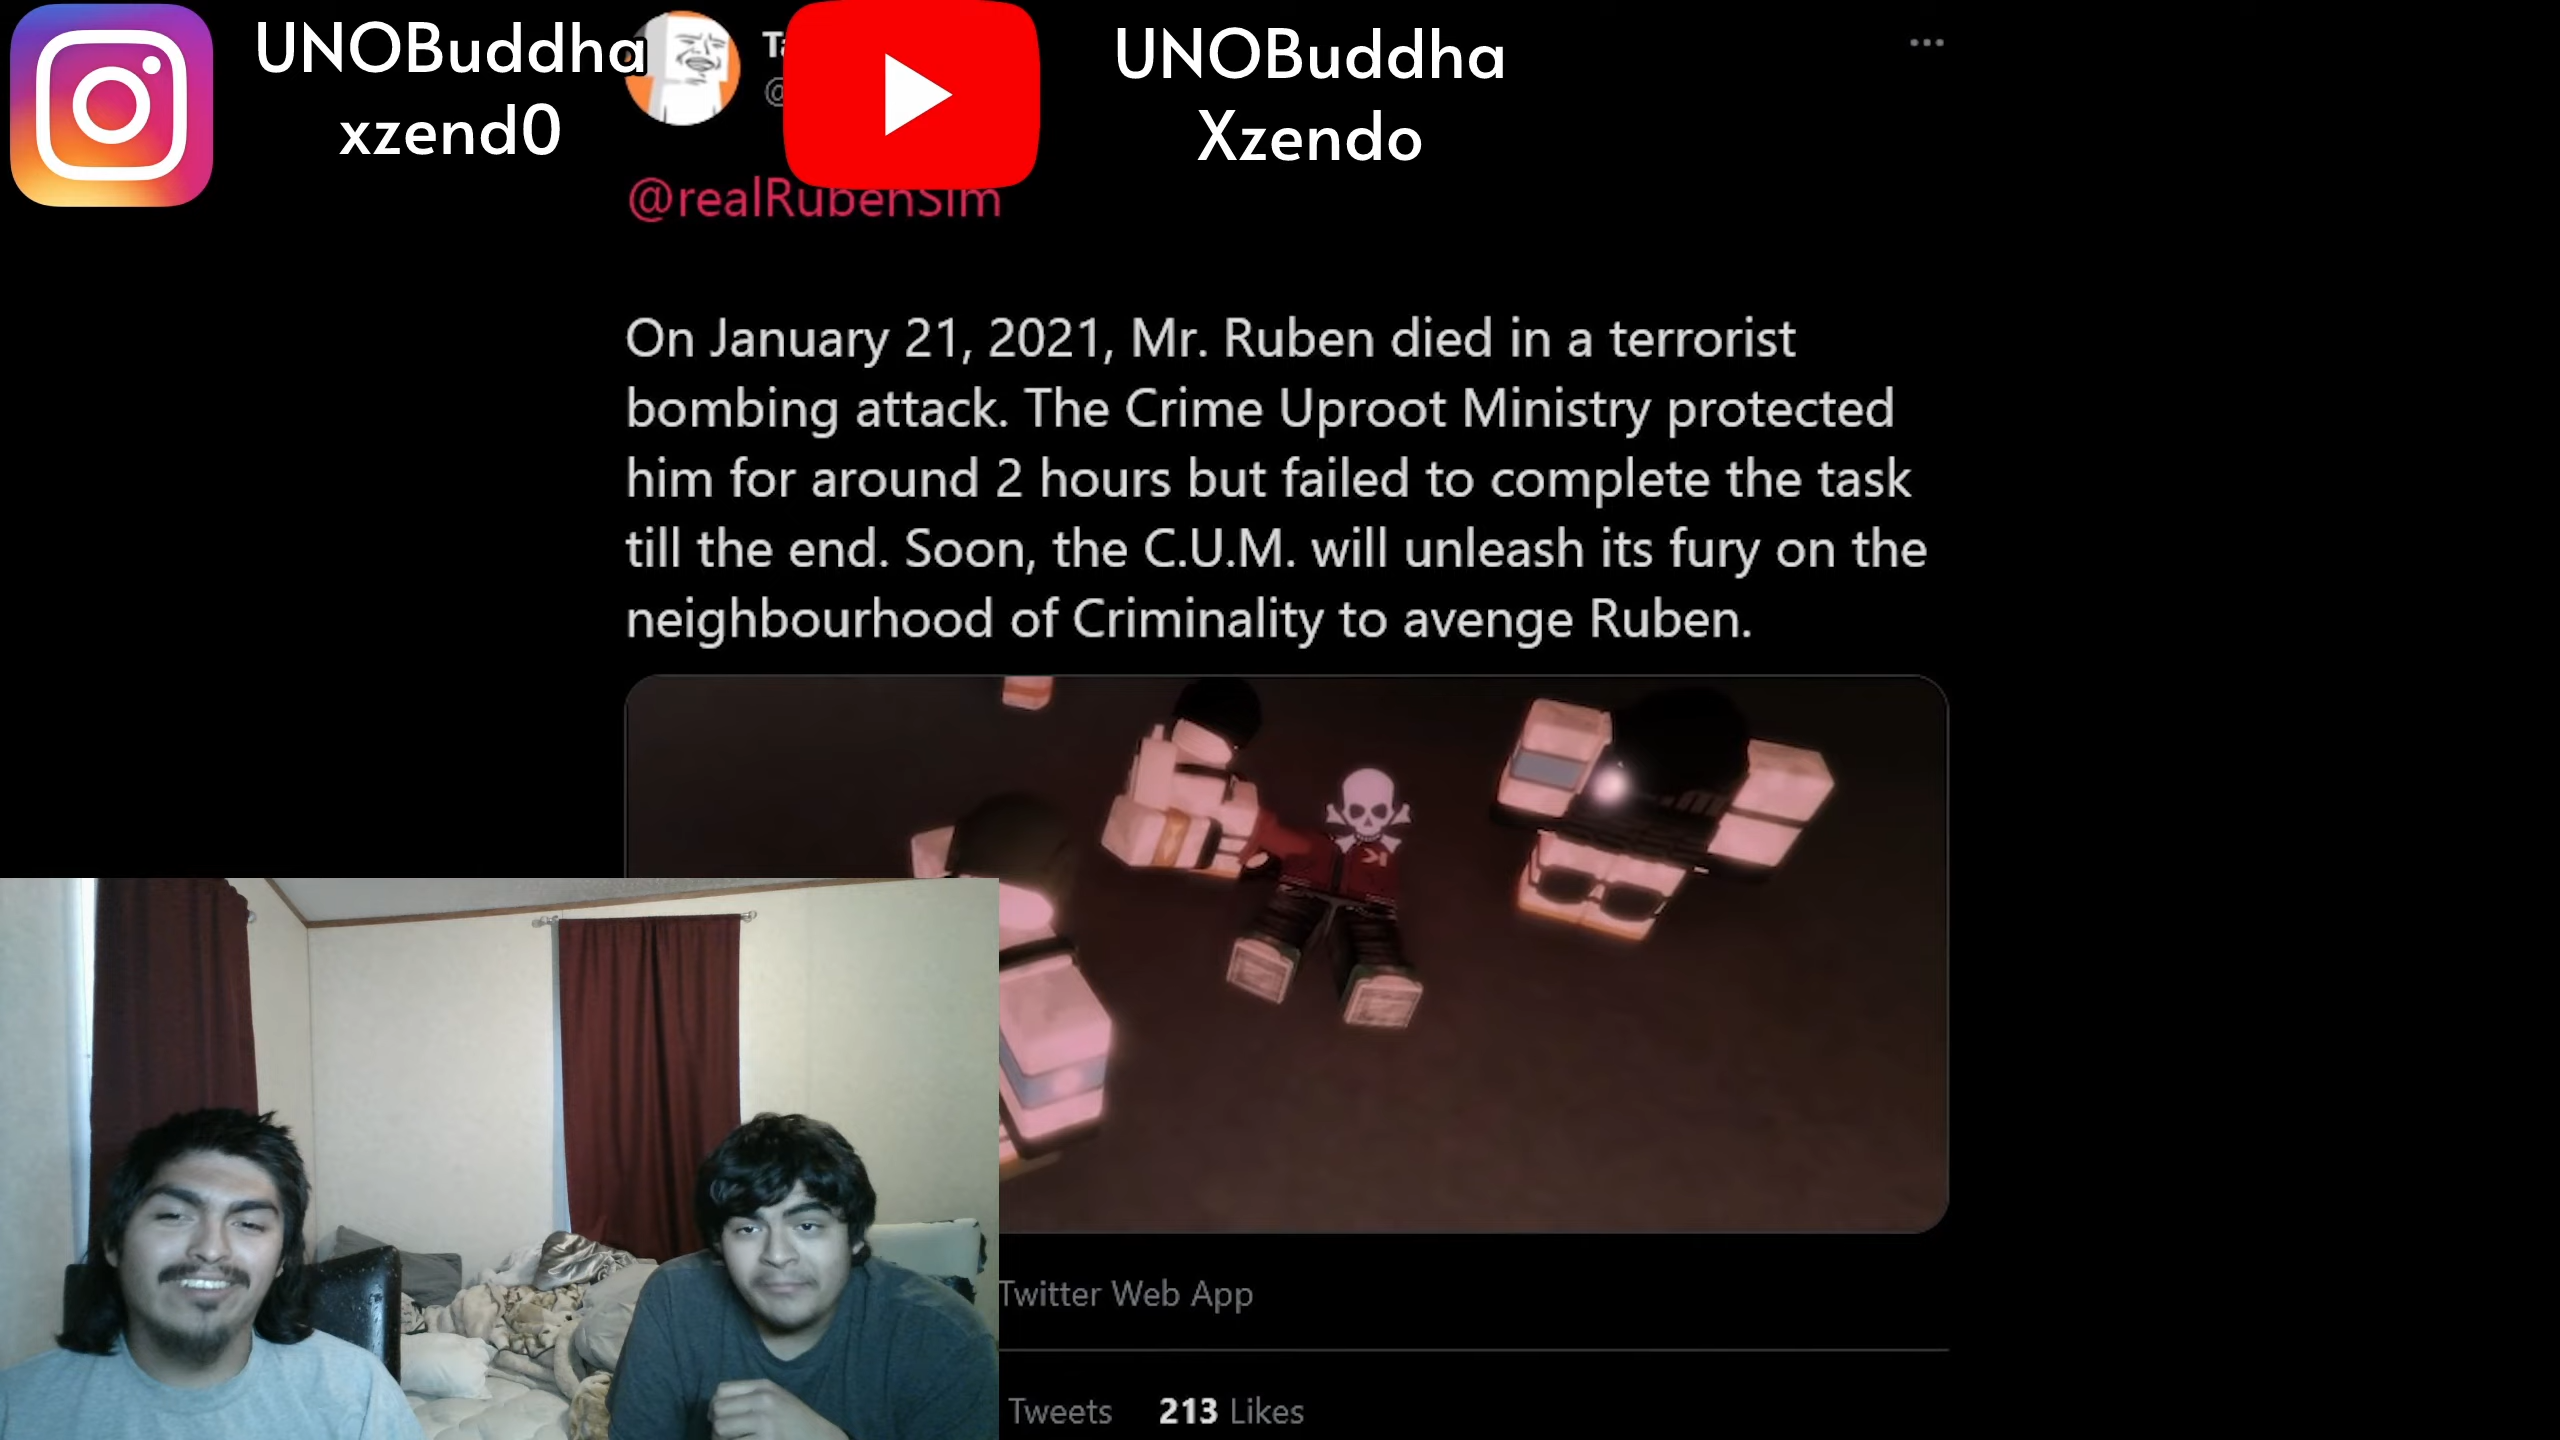 UNOBuddha
xzend0
UNOBuddha
Xzendo
@realRubenSim
On January 21, 2021, Mr. Ruben died in a terrorist
bombing attack. The Crime Uproot Ministry protected
him for around 2 hours but failed to complete the task
till the end. Soon, the C.U.M. will unleash its fury on the
neighbourhood of Criminality to avenge Ruben.
Twitter Web App
Tweets 213 Likes